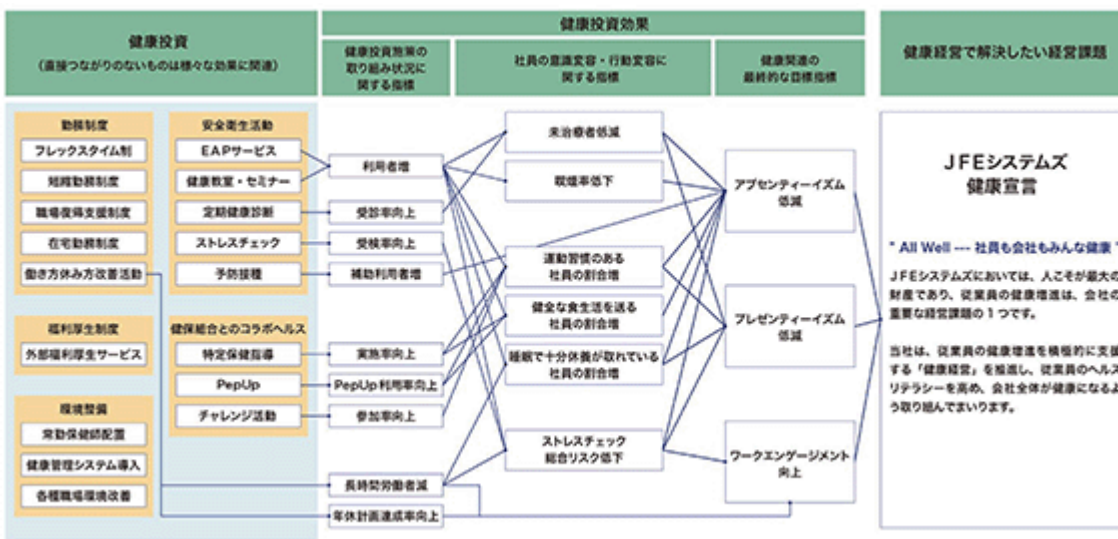 健康投資
(直接つながりのないものは様々な効果に関連)
健康投資効果
健康投資施策の
取り組み状況に
関する指標
社員の意識変容・行動変容に
関する指標
健康関連の
最終的な目標指標
健康経営で解決したい経営課題
勤務制度
フレックスタイム制
短縮勤務制度
職場復帰支援制度
在宅勤務制度
働き方休み方改善活動
福利厚生制度
外部福利厚生サービス
環境整備
常勤保健師配置
健康管理システム導入
各種職場環境改善
安全衛生活動
EAPサービス
健康教室・セミナー
定期健康診断
ストレスチェック
予防接種
健保組合とのコラボヘルス
特定保健指導
PepUp
チャレンジ活動
利用者増
受診率向上
受検率向上
補助利用者増
実施率向上
PepUp利用率向上
参加率向上
長時間労働者減
年休計画達成率向上
未治療者低減
喫煙率低下
運動習慣のある
社員の割合増
健全な食生活を送る
社員の割合増
睡眠で十分休養が取れている
社員の割合増
ストレスチェック
総合リスク低下
アブセンティーイズム
低減
プレゼンティーイズム
低減
ワークエンゲージメント
向上
JFEシステムズ
健康宣言
" All Well --- 社員も会社もみんな健康 "
JFEシステムズにおいては、人こそが最大の
財産であり、従業員の健康増進は、会社の
重要な経営課題の1つです。
当社は、従業員の健康増進を積極的に支援
する「健康経営」を推進し、従業員のヘルス
リテラシーを高め、会社全体が健康になるよ
う取り組んでまいります。